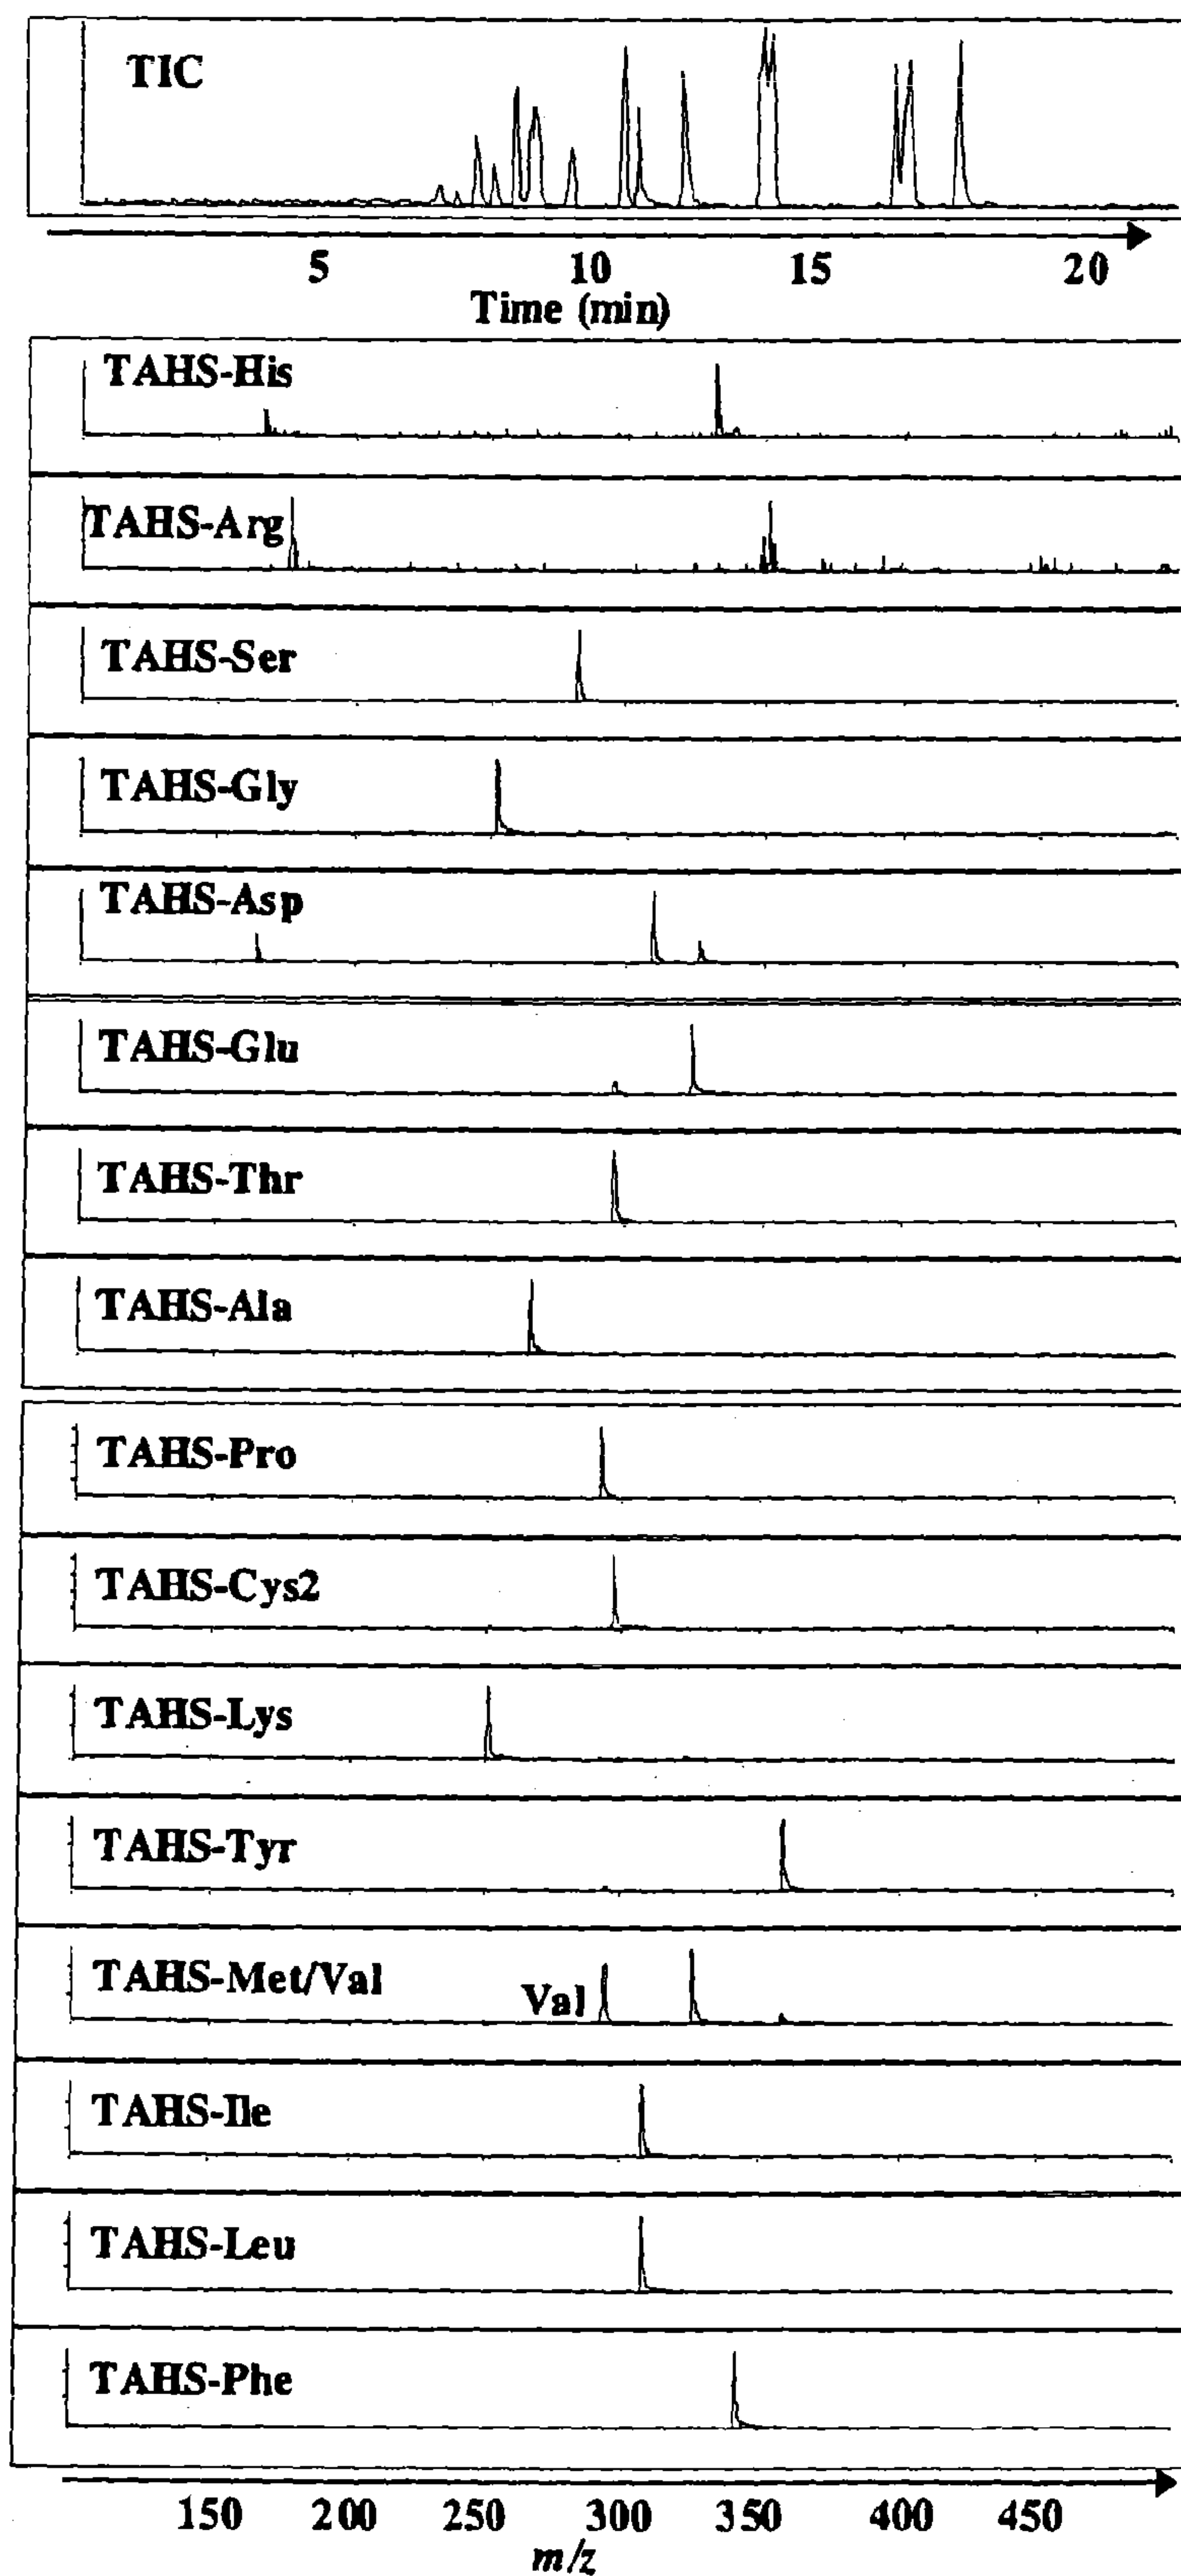 TIC
5 10 15 20
Time (min)
TAHS-His
TAHS-Arg
TAHS-Ser
TAHS-Gly
TAHS-Asp
TAHS-Glu
TAHS-Thr
TAHS-Ala
TAHS-Pro
TAHS-Cys2
TAHS-Lys
TAHS-Tyr
TAHS-Met/Val
Val
TAHS-Ile
TAHS-Leu
TAHS-Phe
150 200 250 300 350 400 450
m/z